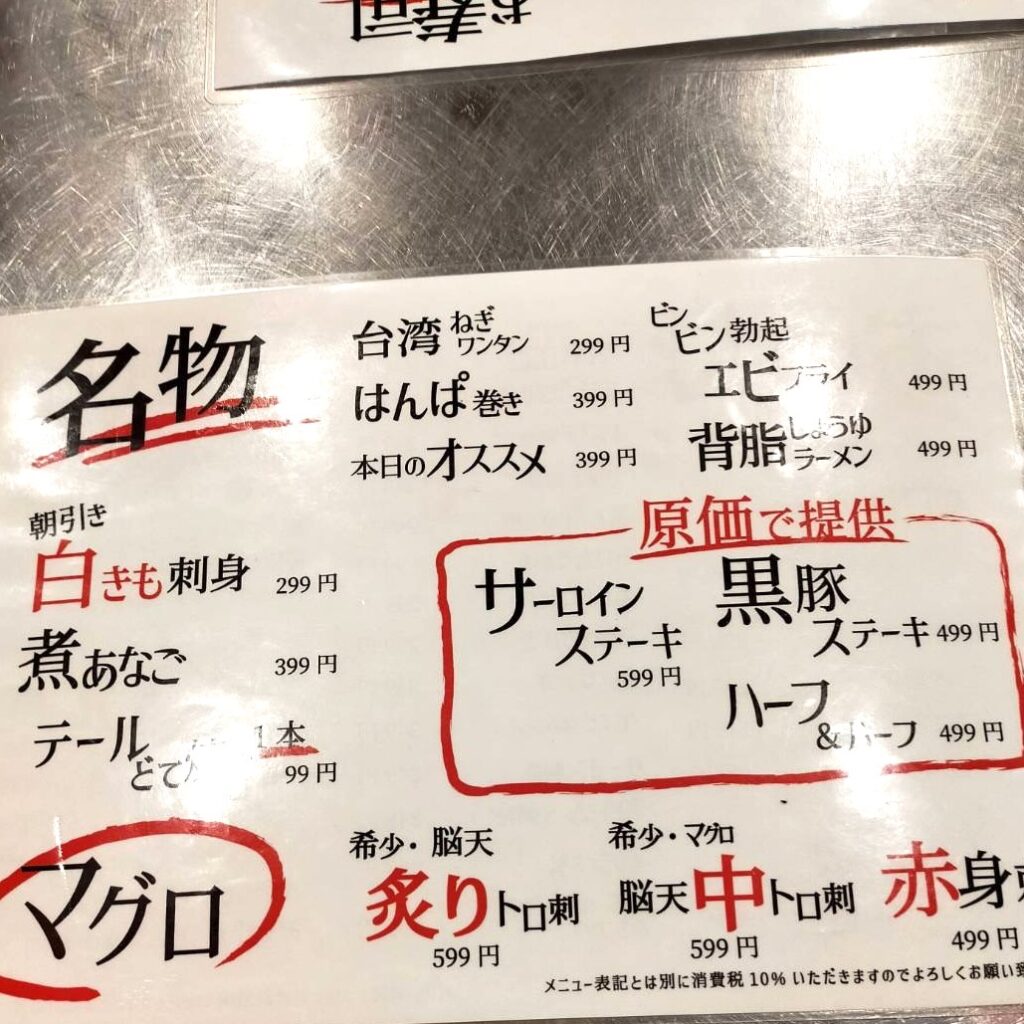 お寿司
名物
台湾 ねぎ
ワンタン 299円
はんぱ巻き 399円
本日のオススメ 399円
ビン
ビン勃起
エビフライ 499円
背脂しょうゆ
ラーメン 499円
朝引き
白きも刺身 299円
煮あなご 399円
テール
1本
99円
原価で提供
サーロイン
ステーキ
599円
黒豚
ステーキ 499円
ハーフ
&ハーフ 499円
マグロ
希少・脳天
炙りトロ刺
599円
希少・マグロ
脳天中トロ刺
599円
赤身
499円
メニュー表記とは別に消費税10%いただきますのでよろしくお願い